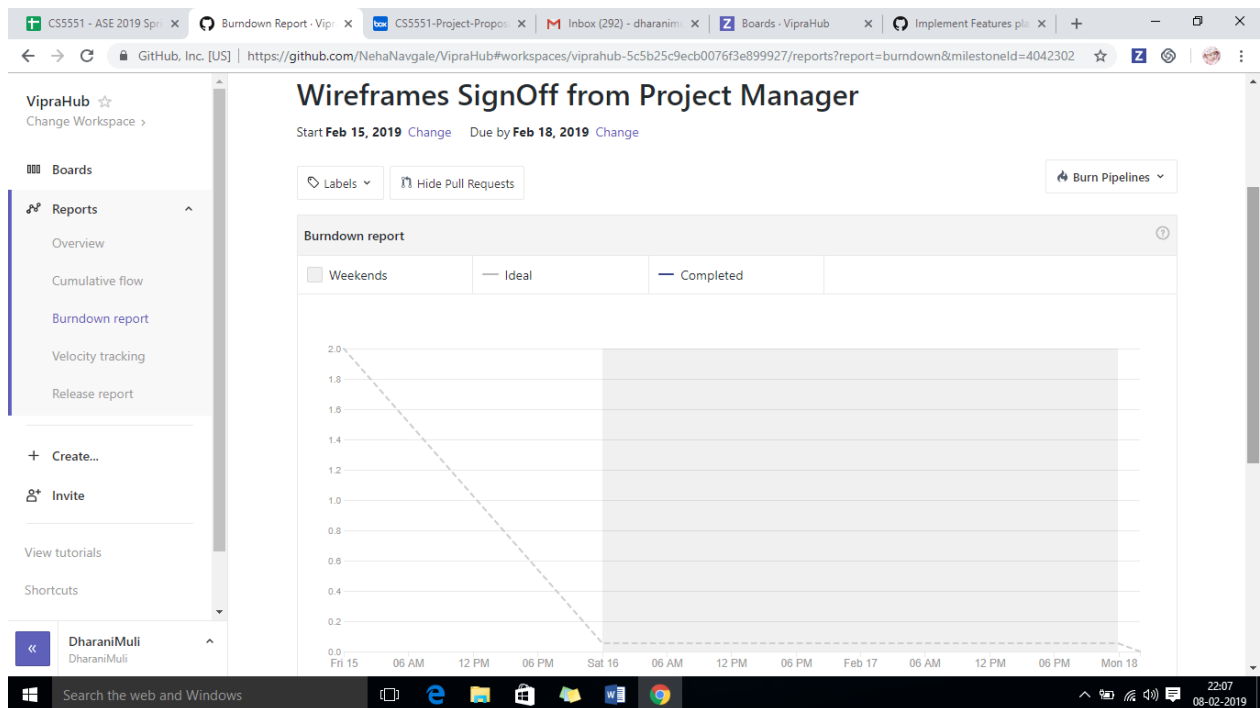 CS5551 - ASE 2019 Spri
Burndown Report · Vipr
CS5551-Project-Propos
Inbox (292) - dharanim
Boards · VipraHub
Implement Features pla
GitHub, Inc. [US] | https://github.com/NehaNavgale/VipraHub#workspaces/viprahub-5c5b25c9ecb0076f3e899927/reports?report=burndown&milestoneId=4042302
VipraHub
Change Workspace
Boards
Reports
Overview
Cumulative flow
Burndown report
Velocity tracking
Release report
Create...
Invite
View tutorials
Shortcuts
DharaniMuli
DharaniMuli
Wireframes SignOff from Project Manager
Start Feb 15, 2019 Change Due by Feb 18, 2019 Change
Labels
Hide Pull Requests
Burn Pipelines
Burndown report
Weekends
Ideal
Completed
2.0
1.8
1.6
1.4
1.2
1.0
0.8
0.6
0.4
0.2
0.0
Fri 15 06 AM 12 PM 06 PM Sat 16 06 AM 12 PM 06 PM Feb 17 06 AM 12 PM 06 PM Mon 18
Search the web and Windows
22:07
08-02-2019